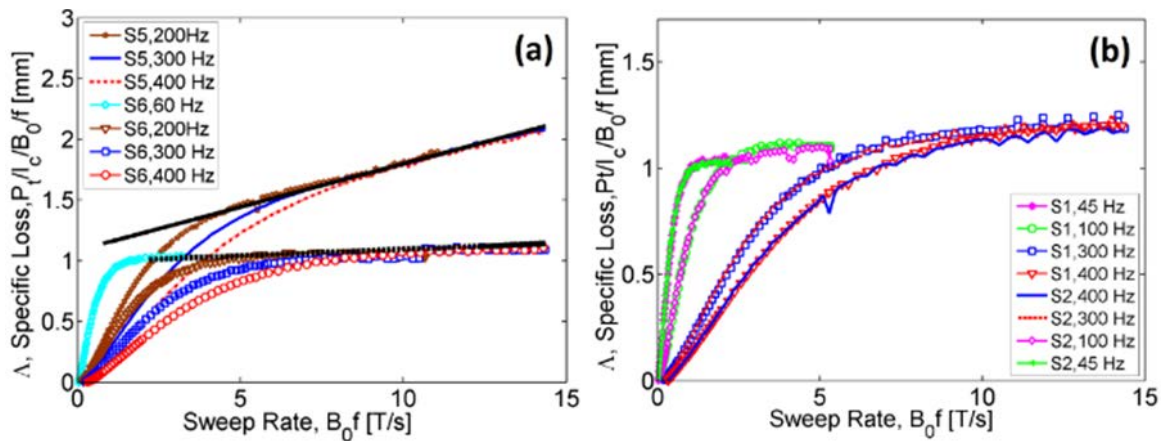 (a)
3
2.5
2
1.5
1
0.5
0
0
5
10
15
Λ, Specific Loss,P_t/I_c/B_0/f [mm]
Sweep Rate, B_0f [T/s]
S5,200Hz
S5,300 Hz
S5,400 Hz
S6,60 Hz
S6,200Hz
S6,300 Hz
S6,400 Hz
(b)
1.5
1
0.5
0
0
5
10
15
Λ, Specific Loss,Pt/I_c/B_0/f [mm]
Sweep Rate, B_0f [T/s]
S1,45 Hz
S1,100 Hz
S1,300 Hz
S1,400 Hz
S2,400 Hz
S2,300 Hz
S2,100 Hz
S2,45 Hz